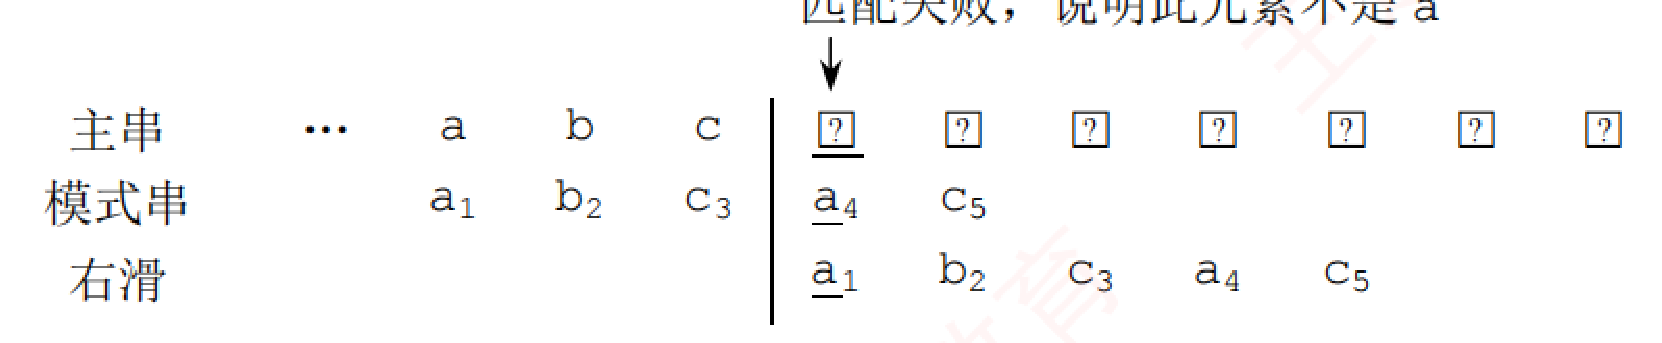 匹配失败，说明此元素不是 a
主串 … a b c ? ? ? ? ? ? ?
模式串 a₁ b₂ c₃ a₄ c₅
右滑 a₁ b₂ c₃ a₄ c₅